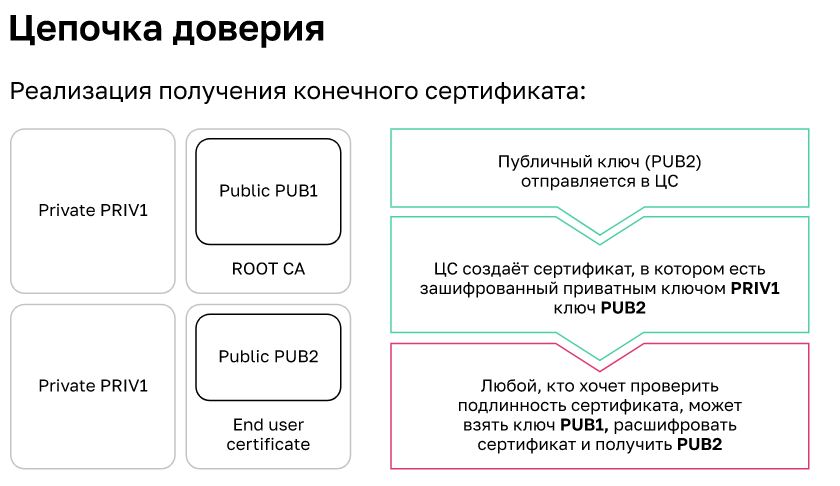 Цепочка доверия
Реализация получения конечного сертификата:
Private PRIV1
Public PUB1
ROOT CA
Private PRIV1
Public PUB2
End user
certificate
Публичный ключ (PUB2)
отправляется в ЦС
ЦС создаёт сертификат, в котором есть
зашифрованный приватным ключом PRIV1
ключ PUB2
Любой, кто хочет проверить
подлинность сертификата, может
взять ключ PUB1, расшифровать
сертификат и получить PUB2